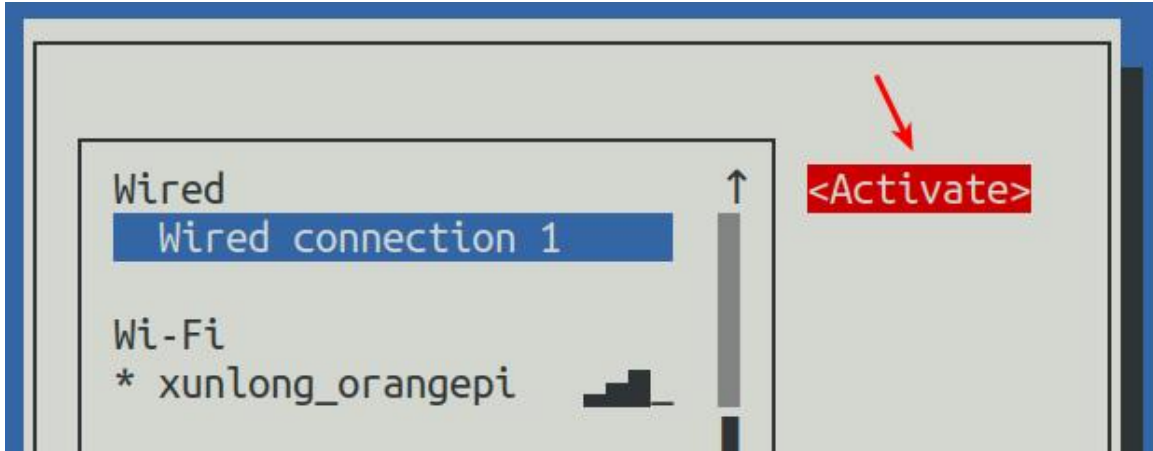 Wired
<Activate>
Wired connection 1
Wi-Fi
* xunlong_orangepi